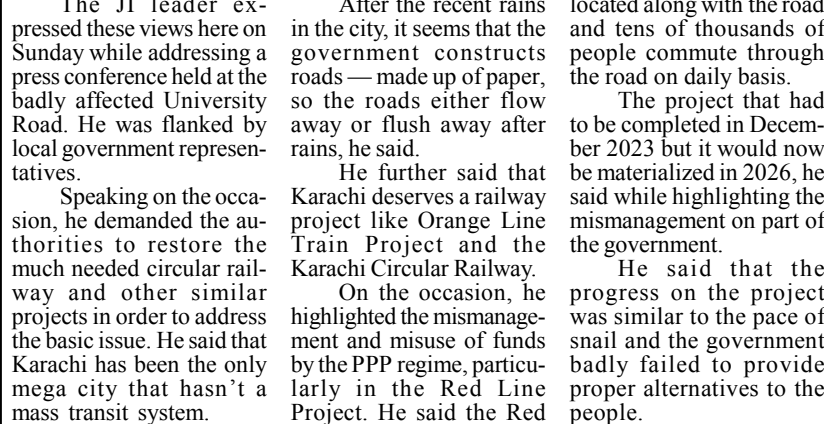 The JI leader ex-
pressed these views here on
Sunday while addressing a
press conference held at the
badly affected University
Road. He was flanked by
local government represen-
tatives.
Speaking on the occa-
sion, he demanded the au-
thorities to restore the
much needed circular rail-
way and other similar
projects in order to address
the basic issue. He said that
Karachi has been the only
mega city that hasn't a
mass transit system.
After the recent rains
in the city, it seems that the
government constructs
roads — made up of paper,
so the roads either flow
away or flush away after
rains, he said.
He further said that
Karachi deserves a railway
project like Orange Line
Train Project and the
Karachi Circular Railway.
On the occasion, he
highlighted the mismanage-
ment and misuse of funds
by the PPP regime, particu-
larly in the Red Line
Project. He said the Red
located along with the road
and tens of thousands of
people commute through
the road on daily basis.
The project that had
to be completed in Decem-
ber 2023 but it would now
be materialized in 2026, he
said while highlighting the
mismanagement on part of
the government.
He said that the
progress on the project
was similar to the pace of
snail and the government
badly failed to provide
proper alternatives to the
people.